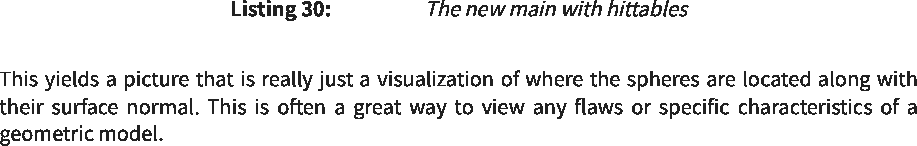 Listing 30: The new main with hittables
This yields a picture that is really just a visualization of where the spheres are located along with
their surface normal. This is often a great way to view any flaws or specific characteristics of a
geometric model.